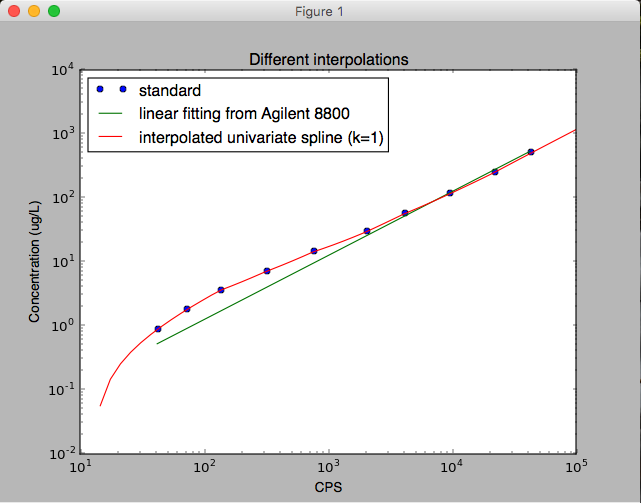 Figure 1
Different interpolations
standard
linear fitting from Agilent 8800
interpolated univariate spline (k=1)
Concentration (ug/L)
10⁴
10³
10²
10¹
10⁰
10⁻¹
10⁻²
10¹ 10² 10³ 10⁴ 10⁵
CPS